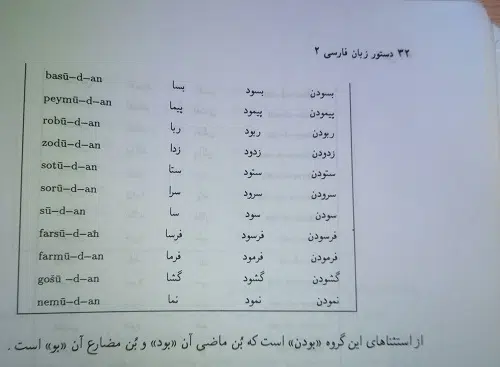 ۳۲ دستور زبان فارسی ۲
بسودن بسود بسا basū-d-an
پیمودن پیمود پیما peymū-d-an
ربودن ربود ربا robū-d-an
زدودن زدود زدا zodū-d-an
ستودن ستود ستا sotū-d-an
سرودن سرود سرا sorū-d-an
سودن سود سا sū-d-an
فرسودن فرسود فرسا farsū-d-an
فرمودن فرمود فرما farmū-d-an
گشودن گشود گشا gošū -d-an
نمودن نمود نما nemū-d-an
از استثناهای این گروه «بودن» است که بُن ماضی آن «بود» و بُن مضارع آن «بو» است .